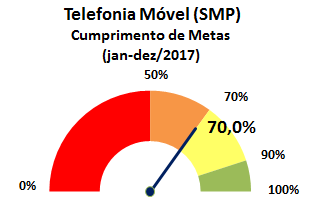 Telefonia Móvel (SMP)
Cumprimento de Metas
(jan-dez/2017)
50%
70%
70,0%
90%
0%
100%